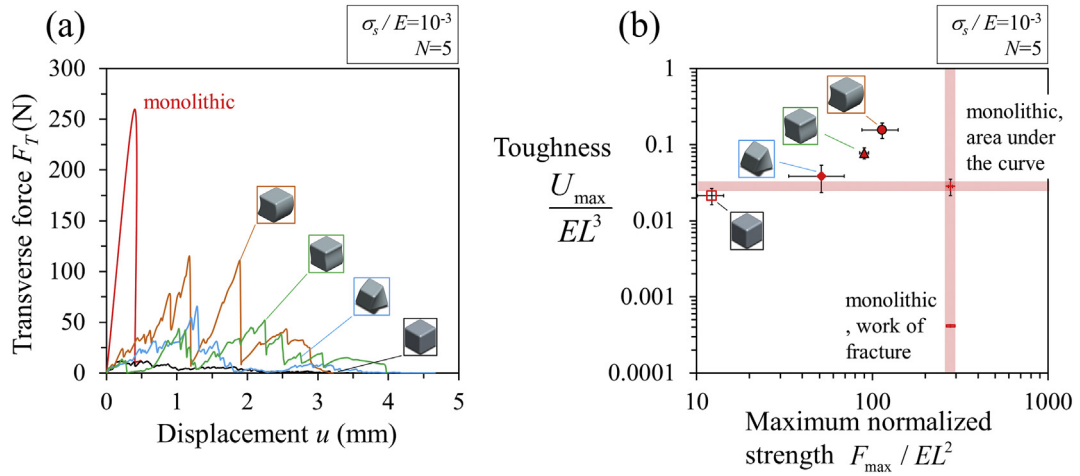 (a)
σs / E=10-3
N=5
300
250
200
150
100
50
0
Transverse force FT (N)
monolithic
0 1 2 3 4 5
Displacement u (mm)
(b)
σs / E=10-3
N=5
Toughness
Umax
EL3
1
0.1
0.01
0.001
0.0001
monolithic,
area under
the curve
monolithic
, work of
fracture
10 100 1000
Maximum normalized
strength Fmax / EL2